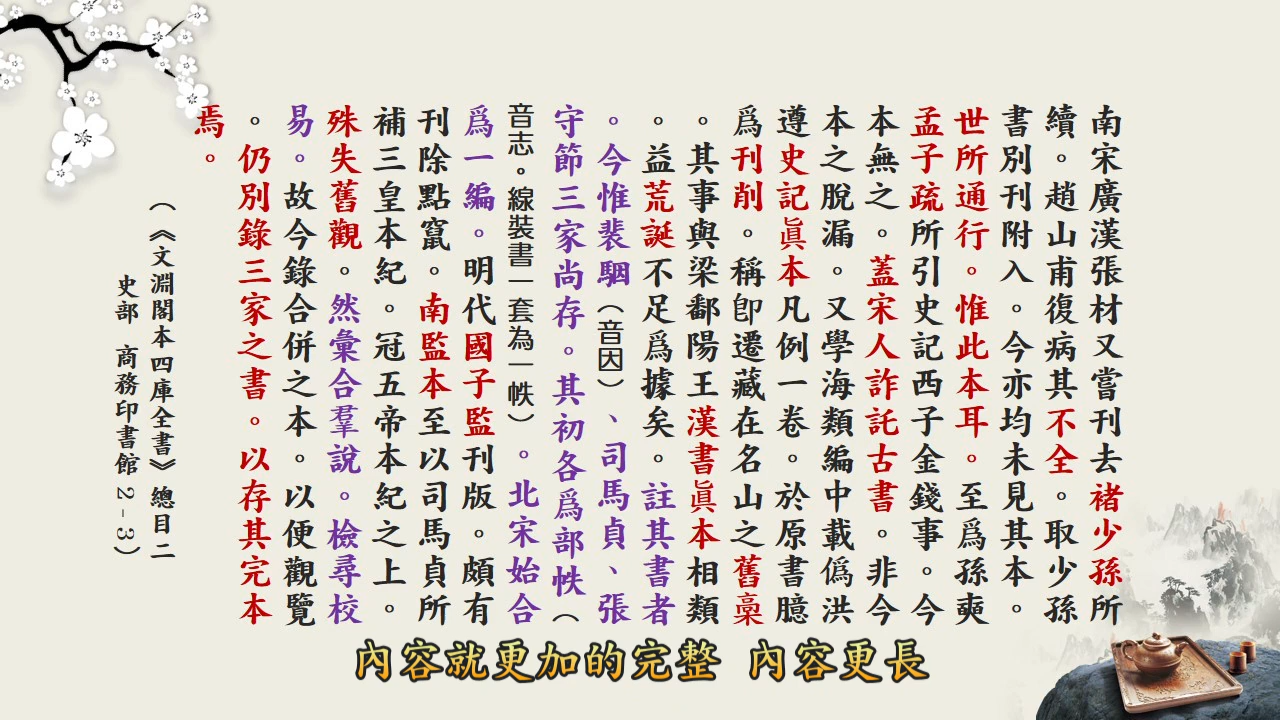 南宋廣漢張材又嘗刊去褚少孫所
續。趙山甫復病其不全。取少孫
書別刊附入。今亦均未見其本。
世所通行。惟此本耳。至爲孫奭
孟子疏所引史記西子金錢事。今
本無之。蓋宋人詐託古書。非今
本之脫漏。又學海類編中載僞洪
遵史記眞本凡例一卷。於原書臆
爲刊削。稱卽遷藏在名山之舊稾
。其事與梁鄱陽王漢書眞本相類
。益荒誕不足爲據矣。註其書者
。今惟裴駰（音因）、司馬貞、張
守節三家尚存。其初各爲部帙（
音志。線裝書一套為一帙）。北宋始合
爲一編。明代國子監刊版。頗有
刊除點竄。南監本至以司馬貞所
補三皇本紀。冠五帝本紀之上。
殊失舊觀。然彙合羣說。檢尋校
易。故今錄合併之本。以便觀覽
。仍別錄三家之書。以存其完本
焉。
（《文淵閣本四庫全書》總目二
史部 商務印書館 2-3）
內容就更加的完整 內容更長